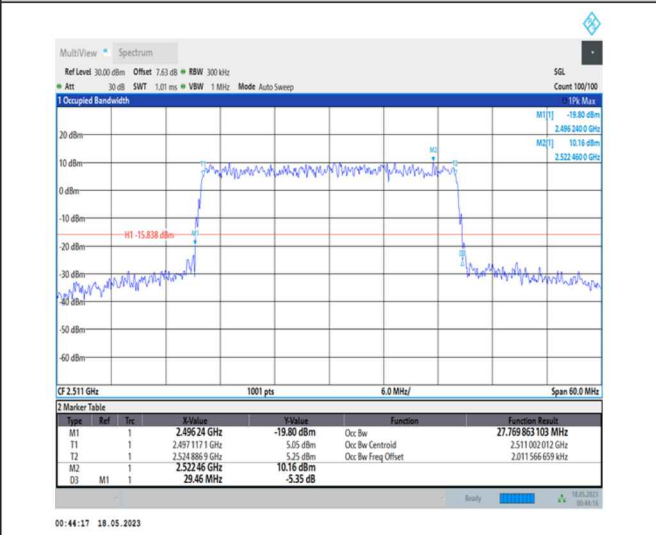 MultiView Spectrum
Ref Level 30.00 dBm Offset 7.63 dB RBW 300 kHz SGL
Att 30 dB SWT 1.01 ms VBW 1 MHz Mode Auto Sweep Count 100/100
1 Occupied Bandwidth 1Pk Max
M1[1] -19.80 dBm
2.496 240 0 GHz
M2[1] 10.16 dBm
2.522 460 0 GHz
20 dBm
M2
10 dBm
T1 T2
0 dBm
-10 dBm
H1 -15.838 dBm
M1
-20 dBm
D3
-30 dBm
-40 dBm
-50 dBm
-60 dBm
CF 2.511 GHz 1001 pts 6.0 MHz/ Span 60.0 MHz
2 Marker Table
Type Ref Trc X-Value Y-Value Function Function Result
M1 1 2.496 24 GHz -19.80 dBm Occ Bw 27.769 863 103 MHz
T1 1 2.497 117 1 GHz 5.05 dBm Occ Bw Centroid 2.511 002 012 GHz
T2 1 2.524 886 9 GHz 5.25 dBm Occ Bw Freq Offset 2.011 566 659 kHz
M2 1 2.522 46 GHz 10.16 dBm
D3 M1 1 29.46 MHz -5.35 dB
Ready 18.05.2023
00:44:16
00:44:17 18.05.2023